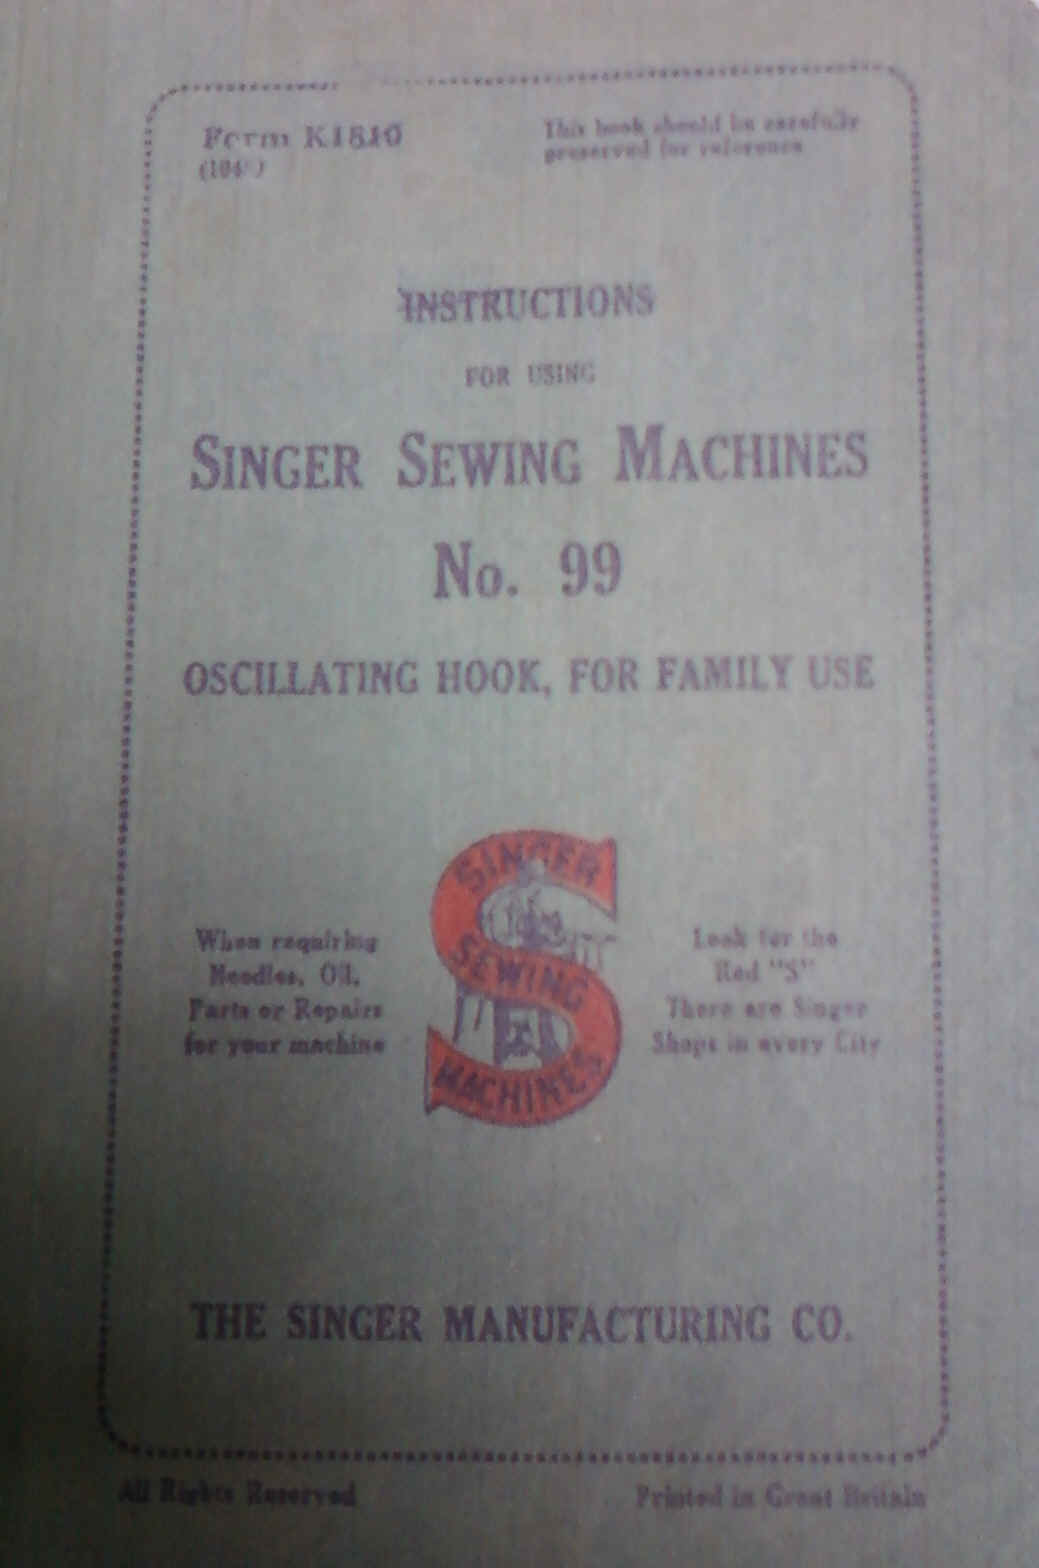 Form K1810
This book should be carefully
preserved for reference
INSTRUCTIONS
FOR USING
SINGER SEWING MACHINES
No. 99
OSCILLATING HOOK, FOR FAMILY USE
SINGER
SEWING
MACHINES
When requiring
Needles, Oil,
Parts or Repairs
for your machine
Look for the
Red "S"
There are Singer
Shops in every City
THE SINGER MANUFACTURING CO.
All Rights Reserved
Printed in Great Britain